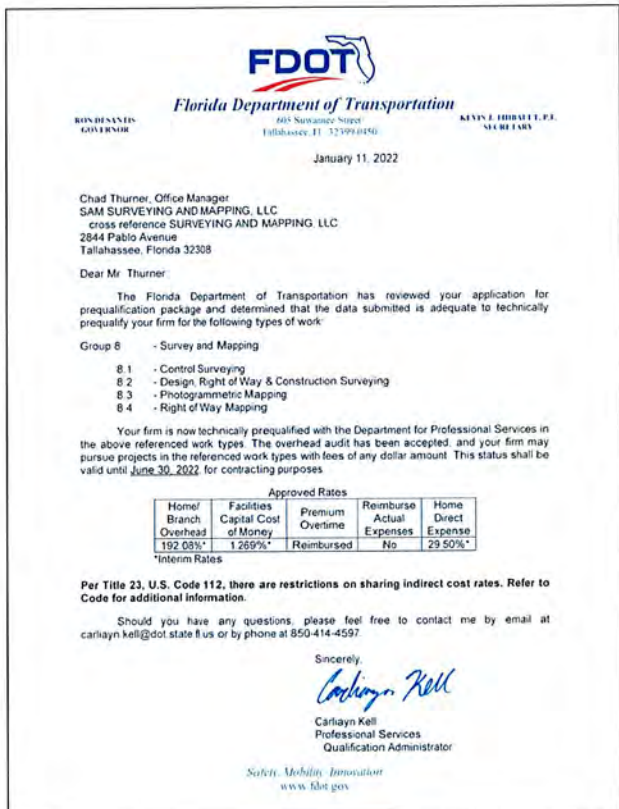 FDOT
Florida Department of Transportation
RON DESANTIS
GOVERNOR
605 Suwannee Street
Tallahassee, FL 32399-0450
KEVIN J. THIBAULT, P.E.
SECRETARY
January 11, 2022
Chad Thurner, Office Manager
SAM SURVEYING AND MAPPING, LLC
cross reference SURVEYING AND MAPPING, LLC
2844 Pablo Avenue
Tallahassee, Florida 32308
Dear Mr. Thurner:
The Florida Department of Transportation has reviewed your application for
prequalification package and determined that the data submitted is adequate to technically
prequalify your firm for the following types of work:
Group 8 - Survey and Mapping
8.1 - Control Surveying
8.2 - Design, Right of Way & Construction Surveying
8.3 - Photogrammetric Mapping
8.4 - Right of Way Mapping
Your firm is now technically prequalified with the Department for Professional Services in
the above referenced work types. The overhead audit has been accepted, and your firm may
pursue projects in the referenced work types with fees of any dollar amount. This status shall be
valid until June 30, 2022, for contracting purposes.
Approved Rates
Home/ Branch Overhead Facilities Capital Cost of Money Premium Overtime Reimburse Actual Expenses Home Direct Expense
192.08%* 1.269%* Reimbursed No 29.50%*
*Interim Rates
Per Title 23, U.S. Code 112, there are restrictions on sharing indirect cost rates. Refer to
Code for additional information.
Should you have any questions, please feel free to contact me by email at
carliayn.kell@dot.state.fl.us or by phone at 850-414-4597.
Sincerely,
Carliayn Kell
Carliayn Kell
Professional Services
Qualification Administrator
Safety, Mobility, Innovation
www.fdot.gov